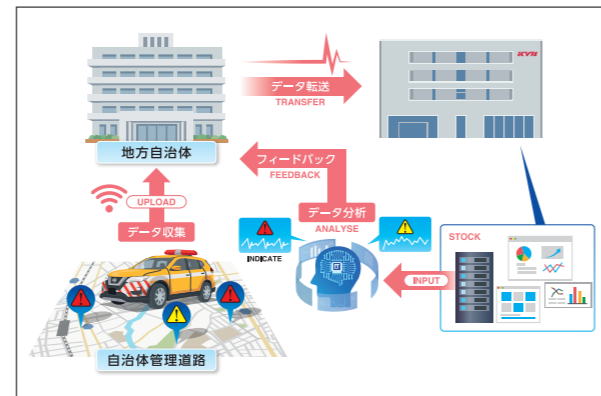 KYB
データ転送
TRANSFER
地方自治体
フィードバック
FEEDBACK
UPLOAD
データ収集
データ分析
ANALYSE
INDICATE
STOCK
INPUT
自治体管理道路